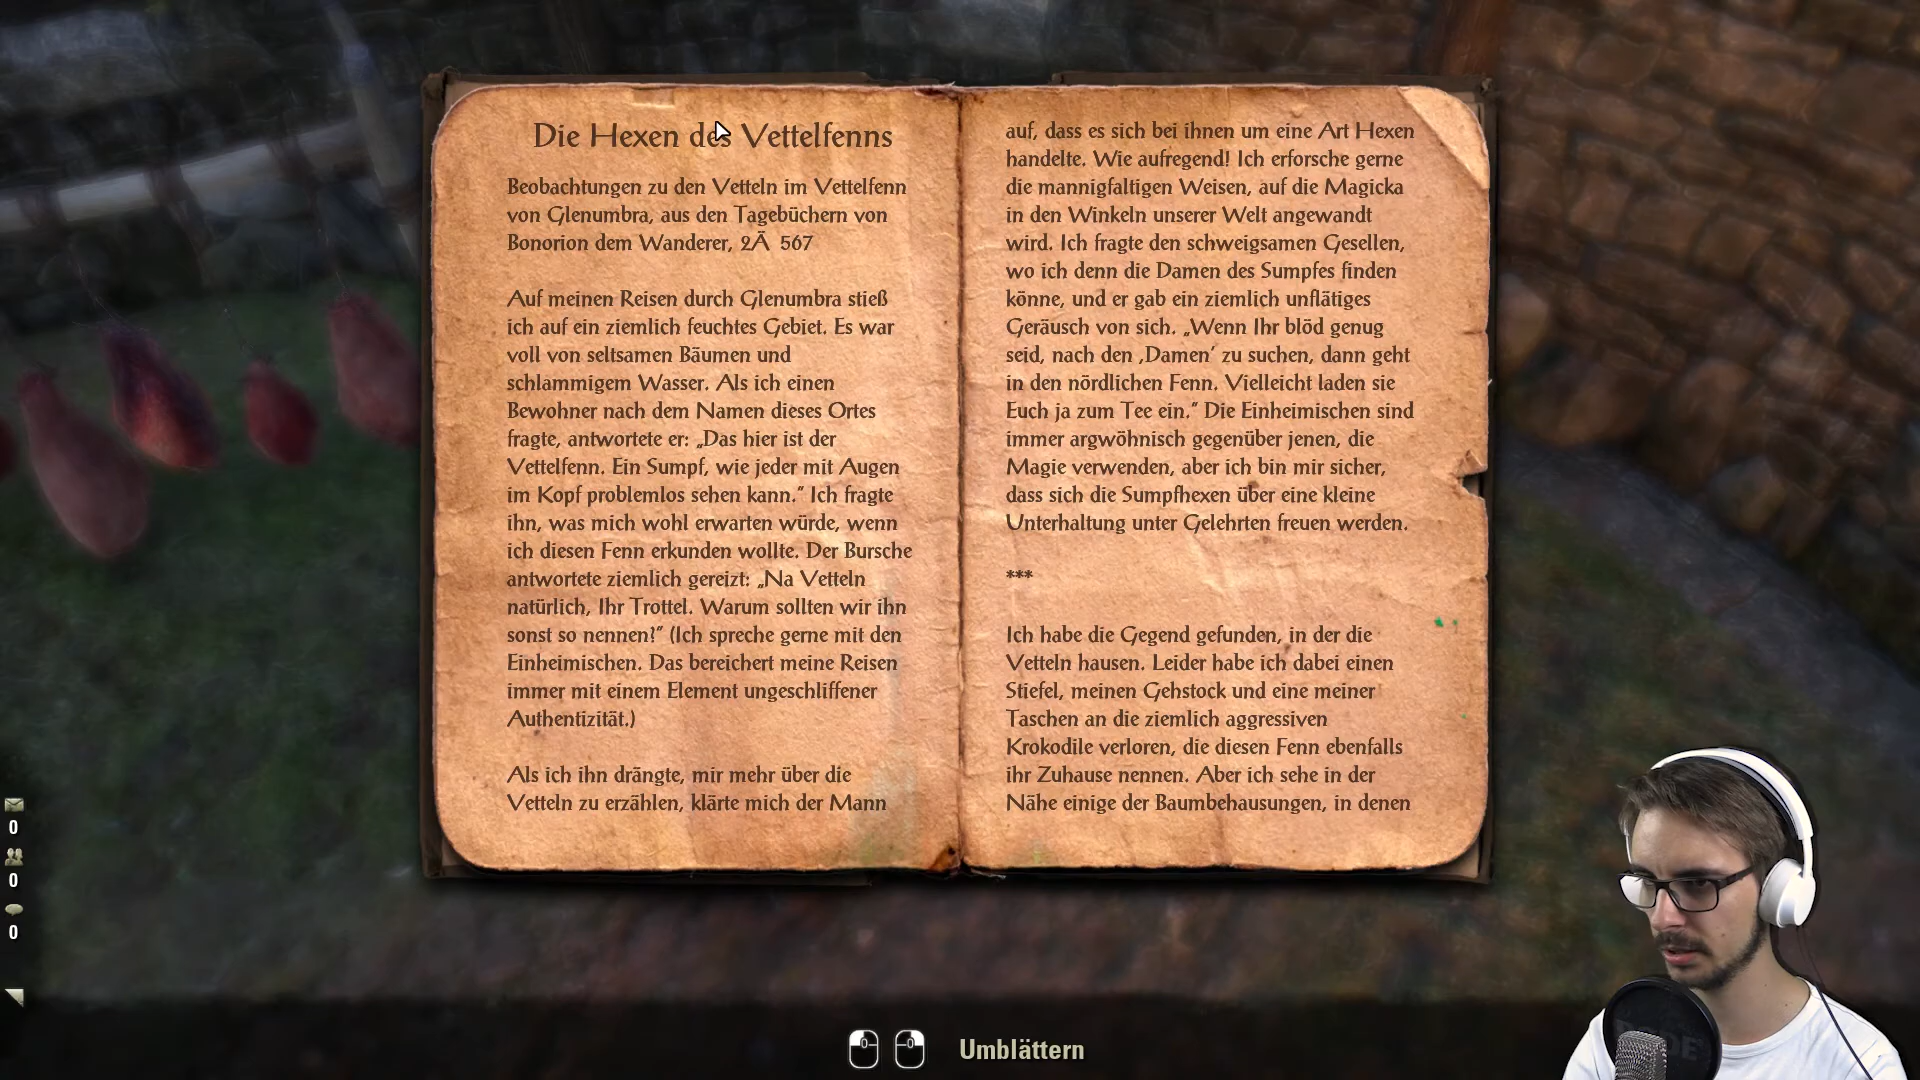 Die Hexen des Vettelfenns
Beobachtungen zu den Vetteln im Vettelfenn
von Glenumbra, aus den Tagebüchern von
Bonorion dem Wanderer, 2Ä 567
Auf meinen Reisen durch Glenumbra stieß
ich auf ein ziemlich feuchtes Gebiet. Es war
voll von seltsamen Bäumen und
schlammigem Wasser. Als ich einen
Bewohner nach dem Namen dieses Ortes
fragte, antwortete er: „Das hier ist der
Vettelfenn. Ein Sumpf, wie jeder mit Augen
im Kopf problemlos sehen kann.“ Ich fragte
ihn, was mich wohl erwarten würde, wenn
ich diesen Fenn erkunden wollte. Der Bursche
antwortete ziemlich gereizt: „Na Vetteln
natürlich, Ihr Trottel. Warum sollten wir ihn
sonst so nennen?“ (Ich spreche gerne mit den
Einheimischen. Das bereichert meine Reisen
immer mit einem Element ungeschliffener
Authentizität.)
Als ich ihn drängte, mir mehr über die
Vetteln zu erzählen, klärte mich der Mann
auf, dass es sich bei ihnen um eine Art Hexen
handelte. Wie aufregend! Ich erforsche gerne
die mannigfaltigen Weisen, auf die Magicka
in den Winkeln unserer Welt angewandt
wird. Ich fragte den schweigsamen Gesellen,
wo ich denn die Damen des Sumpfes finden
könne, und er gab ein ziemlich unflätiges
Geräusch von sich. „Wenn Ihr blöd genug
seid, nach den ‚Damen‘ zu suchen, dann geht
in den nördlichen Fenn. Vielleicht laden sie
Euch ja zum Tee ein.“ Die Einheimischen sind
immer argwöhnisch gegenüber jenen, die
Magie verwenden, aber ich bin mir sicher,
dass sich die Sumpfhexen über eine kleine
Unterhaltung unter Gelehrten freuen werden.
***
Ich habe die Gegend gefunden, in der die
Vetteln hausen. Leider habe ich dabei einen
Stiefel, meinen Gehstock und eine meiner
Taschen an die ziemlich aggressiven
Krokodile verloren, die diesen Fenn ebenfalls
ihr Zuhause nennen. Aber ich sehe in der
Nähe einige der Baumbehausungen, in denen
0
0
0
Umblättern